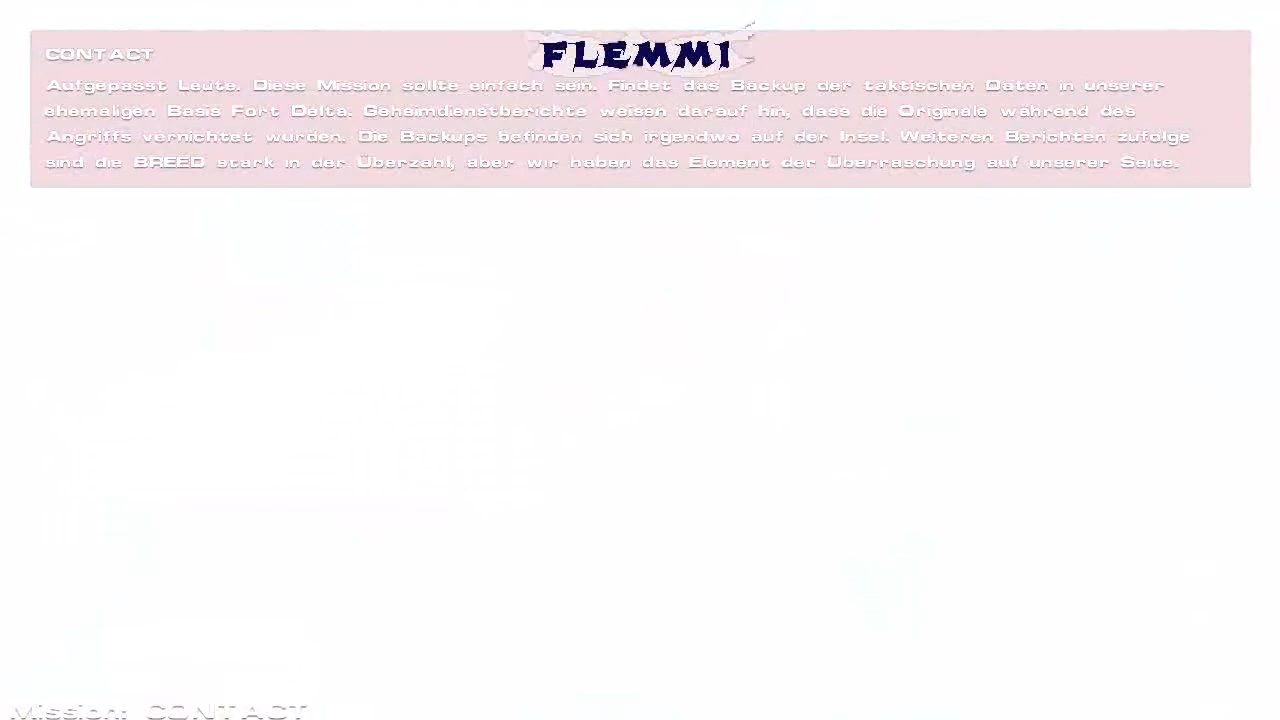 FLEMMI
CONTACT
Aufgepasst Leute. Diese Mission sollte einfach sein. Findet das Backup der taktischen Daten in unserer
ehemaligen Basis Fort Delta. Geheimdienstberichte weisen darauf hin, dass die Originale während des
Angriffs vernichtet wurden. Die Backups befinden sich irgendwo auf der Insel. Weiteren Berichten zufolge
sind die BREED stark in der Überzahl, aber wir haben das Element der Überraschung auf unserer Seite.
Mission: CONTACT